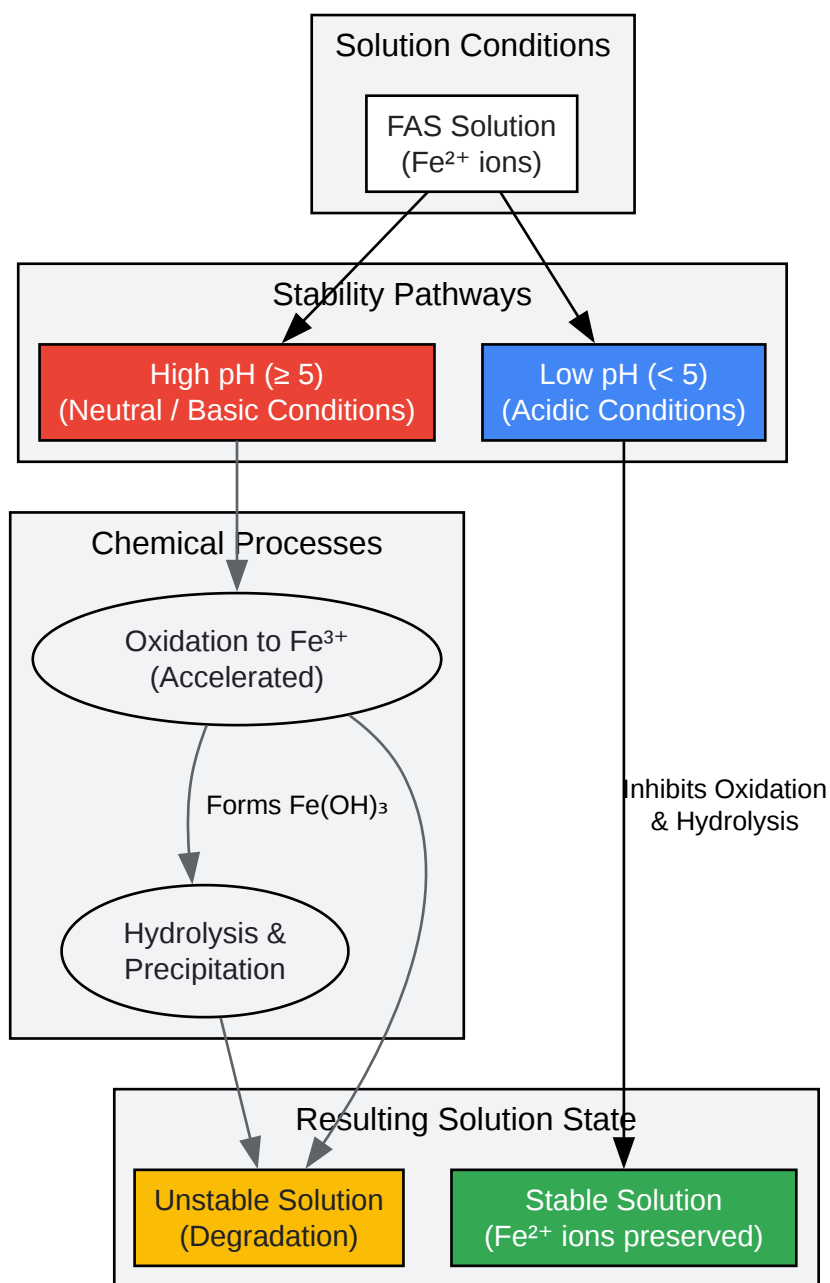 Solution Conditions
FAS Solution
(Fe²⁺ ions)
Stability Pathways
High pH (≥ 5)
(Neutral / Basic Conditions)
Low pH (< 5)
(Acidic Conditions)
Chemical Processes
Oxidation to Fe³⁺
(Accelerated)
Forms Fe(OH)₃
Inhibits Oxidation
& Hydrolysis
Hydrolysis &
Precipitation
Resulting Solution State
Unstable Solution
(Degradation)
Stable Solution
(Fe²⁺ ions preserved)